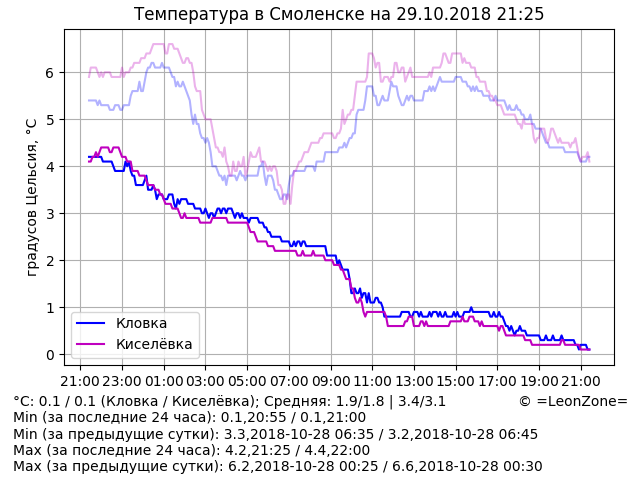 Температура в Смоленске на 29.10.2018 21:25
градусов Цельсия, °С
6
5
4
3
2
1
0
Кловка
Киселёвка
21:00 23:00 01:00 03:00 05:00 07:00 09:00 11:00 13:00 15:00 17:00 19:00 21:00
°C: 0.1 / 0.1 (Кловка / Киселёвка); Средняя: 1.9/1.8 | 3.4/3.1 © =LeonZone=
Min (за последние 24 часа): 0.1,20:55 / 0.1,21:00
Min (за предыдущие сутки): 3.3,2018-10-28 06:35 / 3.2,2018-10-28 06:45
Max (за последние 24 часа): 4.2,21:25 / 4.4,22:00
Max (за предыдущие сутки): 6.2,2018-10-28 00:25 / 6.6,2018-10-28 00:30